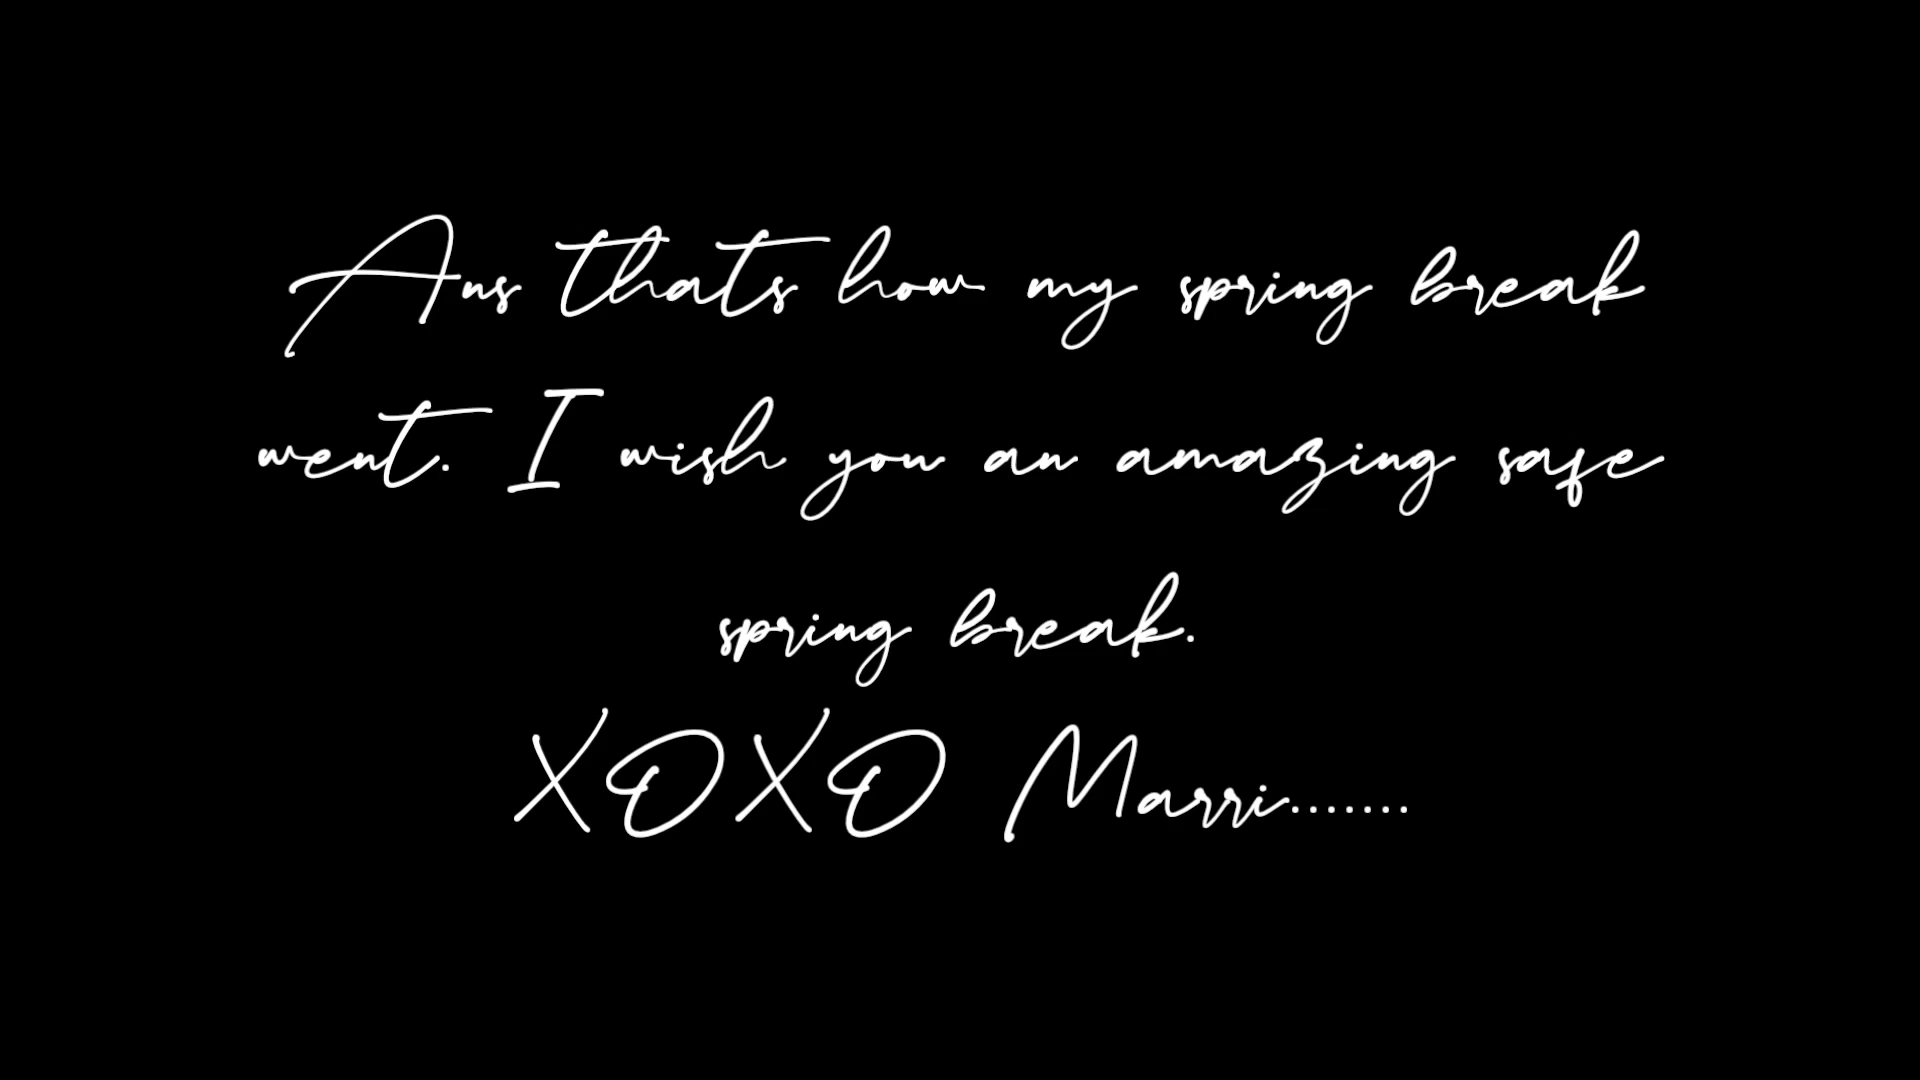 Ans thats how my spring break
went. I wish you an amazing safe
spring break.
XOXO Marri.......